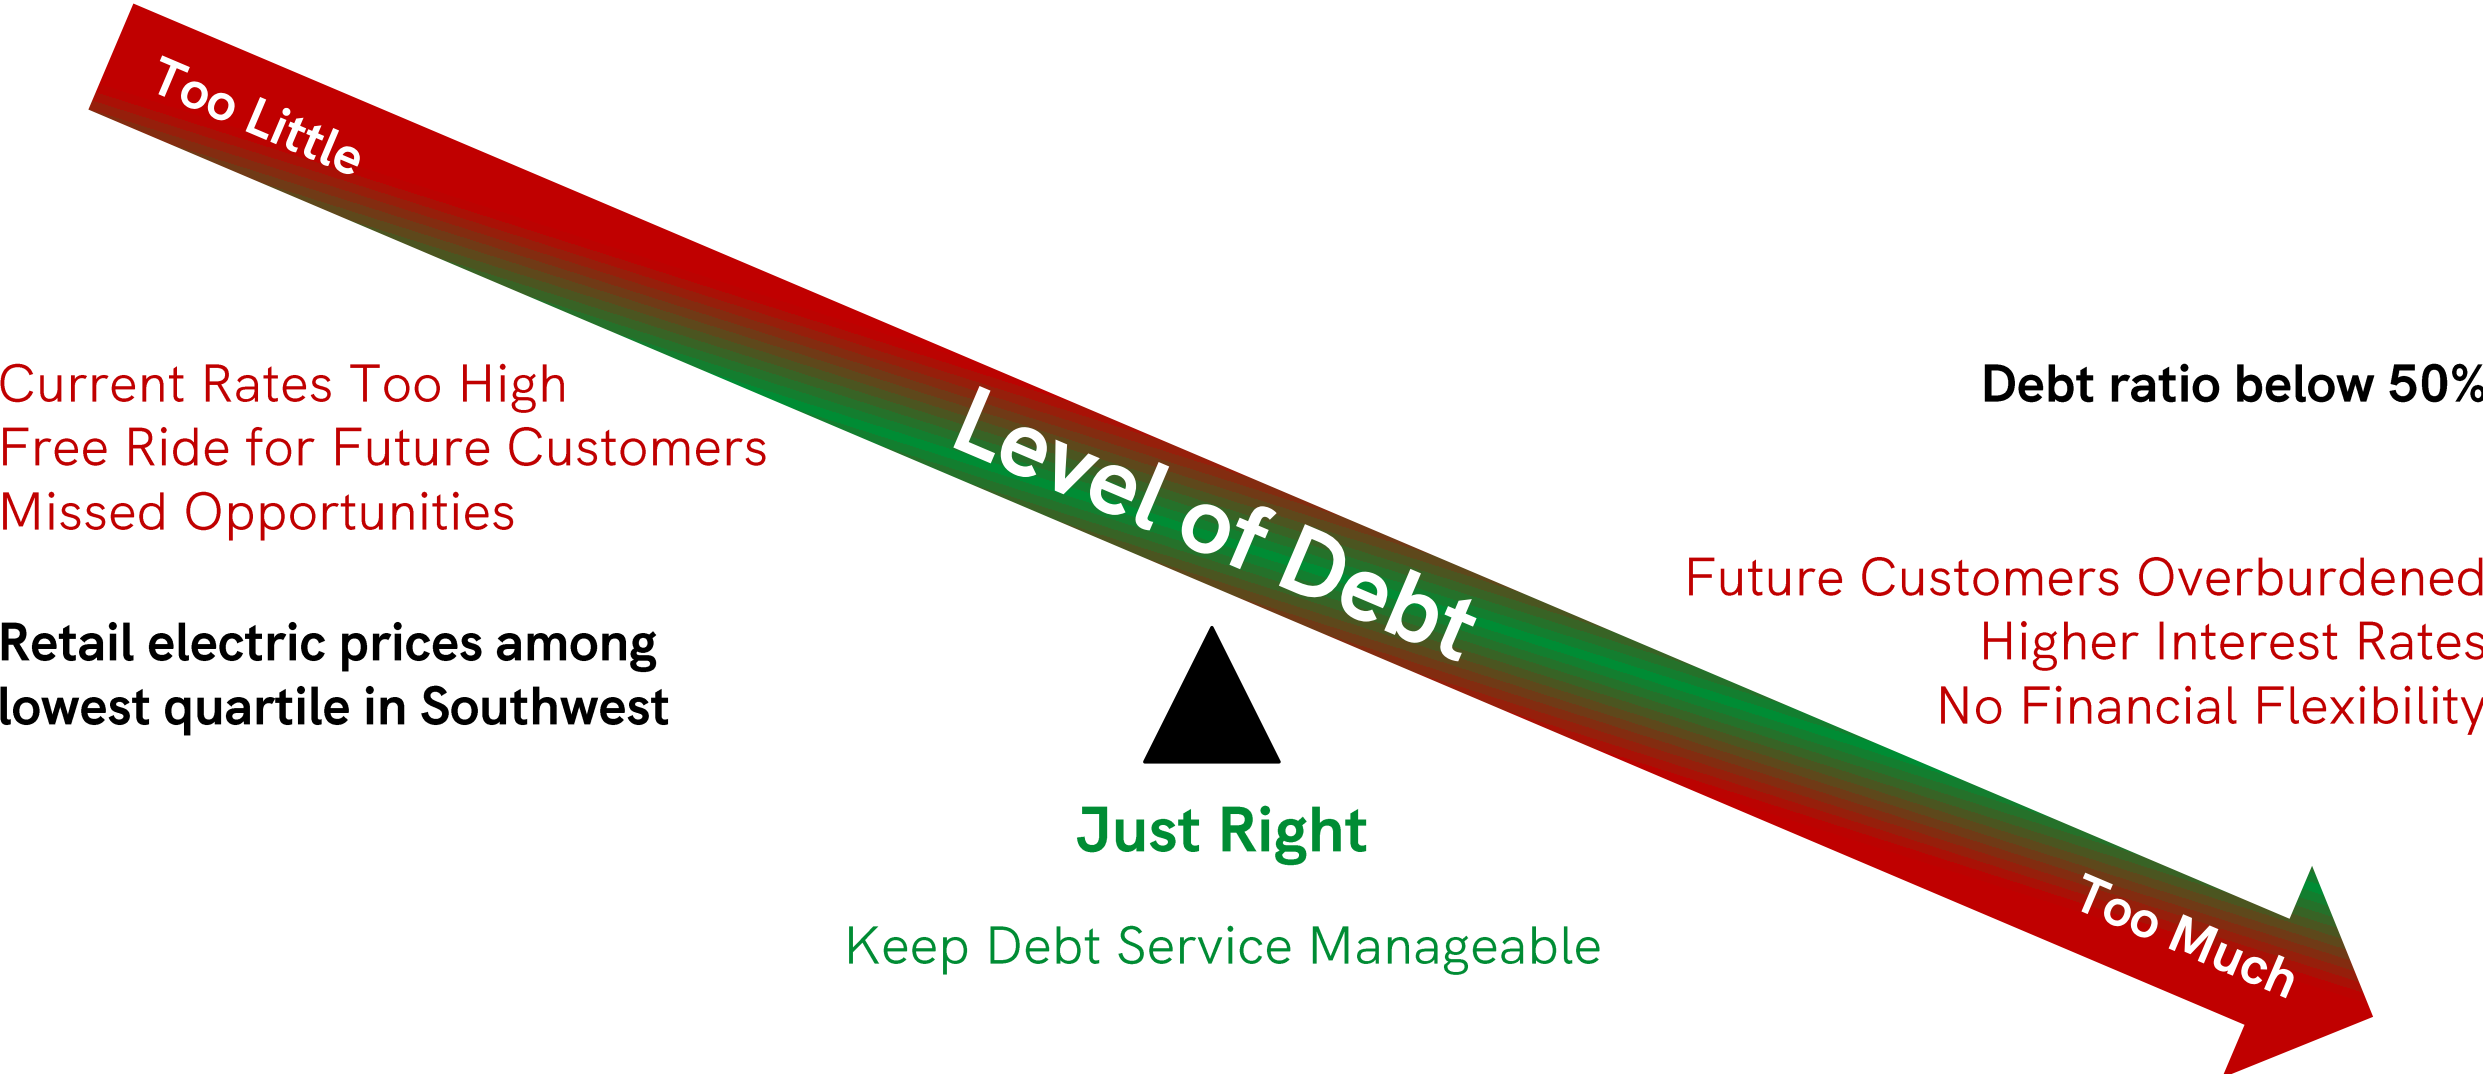 Too Little
Current Rates Too High
Free Ride for Future Customers
Missed Opportunities
Retail electric prices among
lowest quartile in Southwest
Level of Debt
Just Right
Keep Debt Service Manageable
Debt ratio below 50%
Future Customers Overburdened
Higher Interest Rates
No Financial Flexibility
Too Much